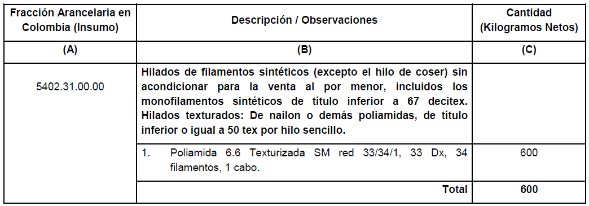 Fracción Arancelaria en
Colombia (Insumo)
Descripción / Observaciones
Cantidad
(Kilogramos Netos)
(A)
(B)
(C)
5402.31.00.00
Hilados de filamentos sintéticos (excepto el hilo de coser) sin
acondicionar para la venta al por menor, incluidos los
monofilamentos sintéticos de título inferior a 67 decitex.
Hilados texturados: De nailon o demás poliamidas, de título
inferior o igual a 50 tex por hilo sencillo.
1. Poliamida 6.6 Texturizada SM red 33/34/1, 33 Dx, 34
filamentos, 1 cabo.
600
Total
600